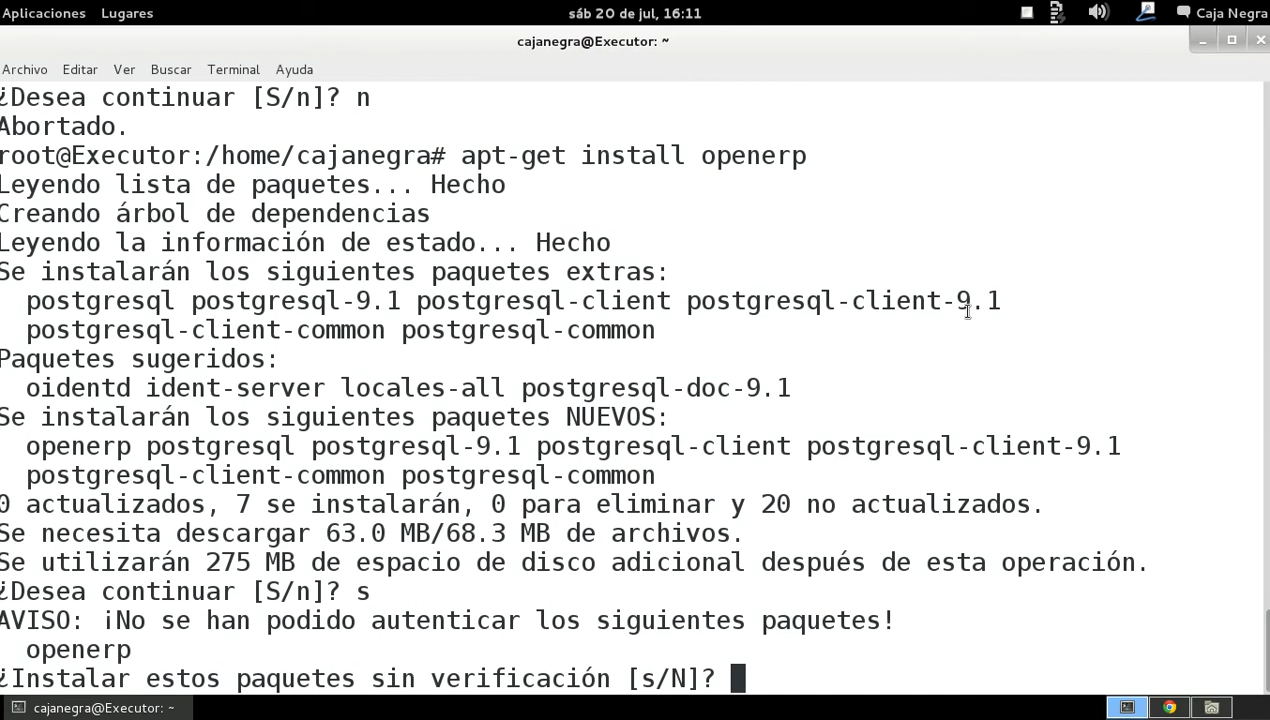 Aplicaciones Lugares sáb 20 de jul, 16:11 Caja Negra
cajanegra@Executor: ~
Archivo Editar Ver Buscar Terminal Ayuda
¿Desea continuar [S/n]? n
Abortado.
root@Executor:/home/cajanegra# apt-get install openerp
Leyendo lista de paquetes... Hecho
Creando árbol de dependencias
Leyendo la información de estado... Hecho
Se instalarán los siguientes paquetes extras:
postgresql postgresql-9.1 postgresql-client postgresql-client-9.1
postgresql-client-common postgresql-common
Paquetes sugeridos:
oidentd ident-server locales-all postgresql-doc-9.1
Se instalarán los siguientes paquetes NUEVOS:
openerp postgresql postgresql-9.1 postgresql-client postgresql-client-9.1
postgresql-client-common postgresql-common
0 actualizados, 7 se instalarán, 0 para eliminar y 20 no actualizados.
Se necesita descargar 63.0 MB/68.3 MB de archivos.
Se utilizarán 275 MB de espacio de disco adicional después de esta operación.
¿Desea continuar [S/n]? s
AVISO: ¡No se han podido autenticar los siguientes paquetes!
openerp
¿Instalar estos paquetes sin verificación [s/N]?
cajanegra@Executor: ~